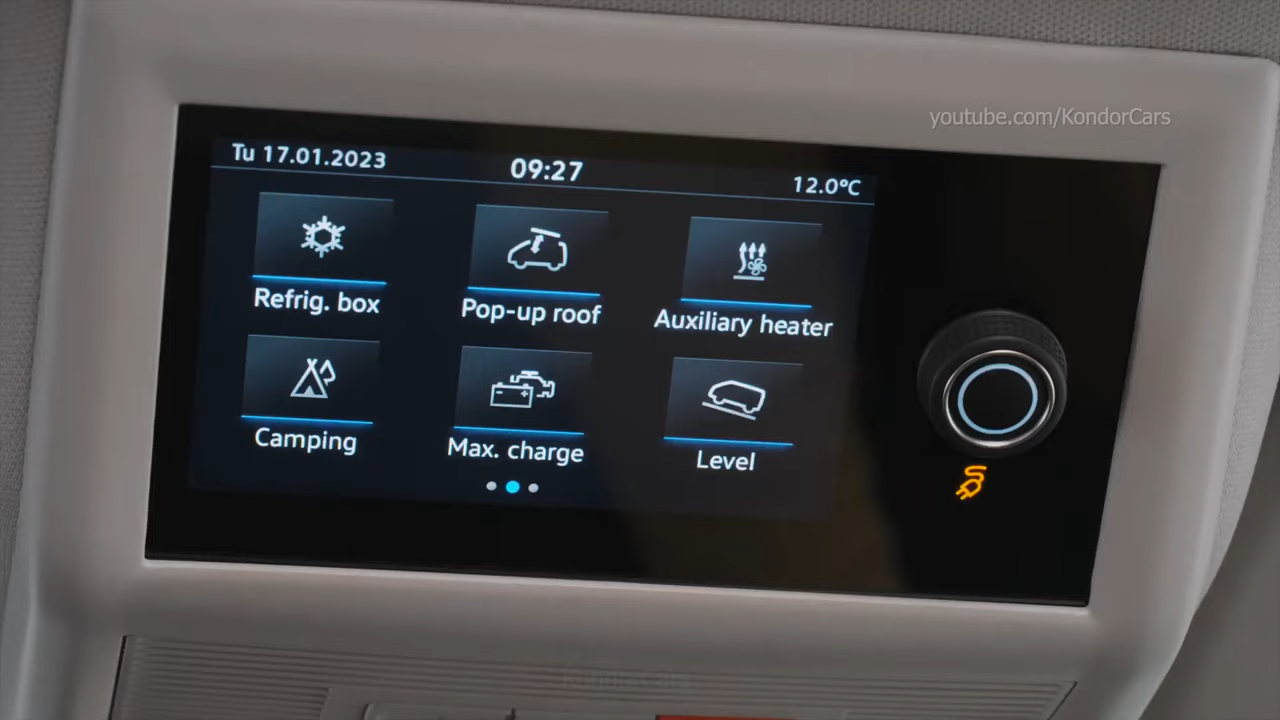 youtube.com/KondorCars
Tu 17.01.2023 09:27 12.0°C
Refrig. box Pop-up roof Auxiliary heater
Camping Max. charge Level
KondorCars